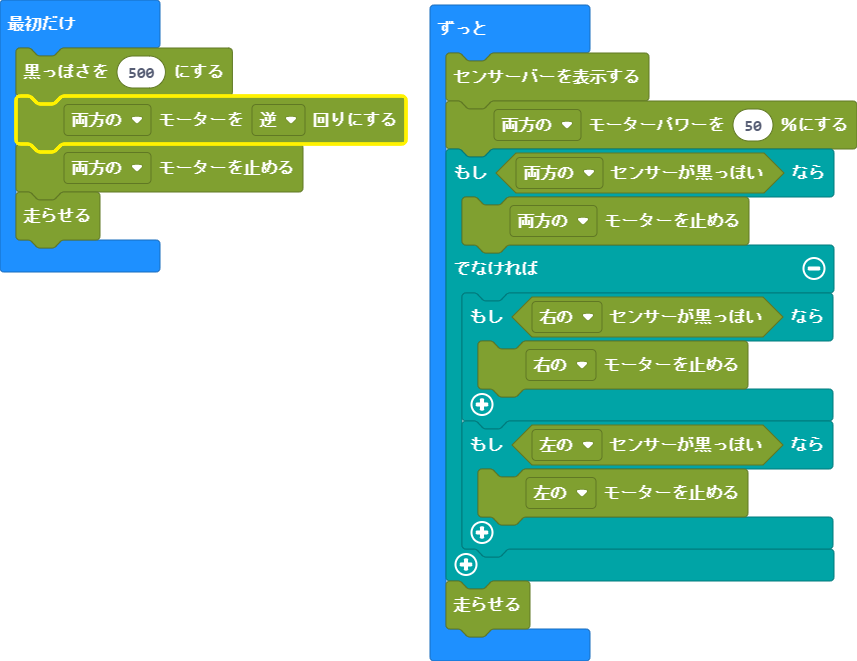 最初だけ
黒っぽさを 500 にする
両方の モーターを 逆 回りにする
両方の モーターを止める
走らせる
ずっと
センサーバーを表示する
両方の モーターパワーを 50 %にする
もし 両方の センサーが黒っぽい なら
両方の モーターを止める
でなければ
もし 右の センサーが黒っぽい なら
右の モーターを止める
もし 左の センサーが黒っぽい なら
左の モーターを止める
走らせる